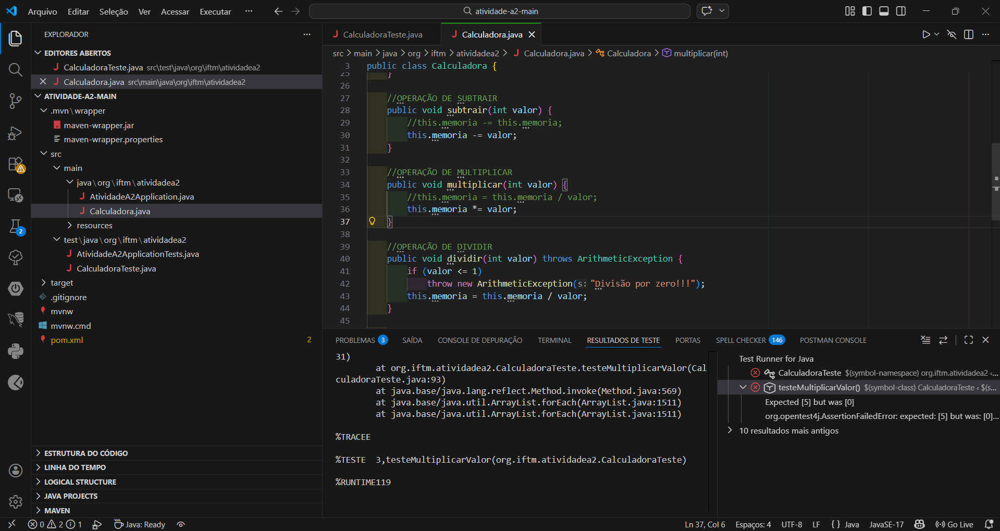 Arquivo Editar Seleção Ver Acessar Executar ··· atividade-a2-main
EXPLORADOR ···
EDITORES ABERTOS
CalculadoraTeste.java src\test\java\org\iftm\atividadea2
Calculadora.java src\main\java\org\iftm\atividadea2
ATIVIDADE-A2-MAIN
.mvn\wrapper
maven-wrapper.jar
maven-wrapper.properties
src
main
java\org\iftm\atividadea2
AtividadeA2Application.java
Calculadora.java
resources
test\java\org\iftm\atividadea2
AtividadeA2ApplicationTests.java
CalculadoraTeste.java
target
.gitignore
mvnw
mvnw.cmd
pom.xml 2
ESTRUTURA DO CÓDIGO
LINHA DO TEMPO
LOGICAL STRUCTURE
JAVA PROJECTS
MAVEN
2
CalculadoraTeste.java Calculadora.java
src > main > java > org > iftm > atividadea2 > Calculadora.java > Calculadora > multiplicar(int)
3 public class Calculadora {
25 }
26
27 //OPERAÇÃO DE SUBTRAIR
28 public void subtrair(int valor) {
29 //this.memoria -= this.memoria;
30 this.memoria -= valor;
31 }
32
33 //OPERAÇÃO DE MULTIPLICAR
34 public void multiplicar(int valor) {
35 //this.memoria = this.memoria / valor;
36 this.memoria *= valor;
37 }
38
39 //OPERAÇÃO DE DIVIDIR
40 public void dividir(int valor) throws ArithmeticException {
41 if (valor <= 1)
42 throw new ArithmeticException(s: "Divisão por zero!!!");
43 this.memoria = this.memoria / valor;
44 }
45
PROBLEMAS 3 SAÍDA CONSOLE DE DEPURAÇÃO TERMINAL RESULTADOS DE TESTE PORTAS SPELL CHECKER 146 POSTMAN CONSOLE
31)
at org.iftm.atividadea2.CalculadoraTeste.testeMultiplicarValor(Cal
culadoraTeste.java:93)
at java.base/java.lang.reflect.Method.invoke(Method.java:569)
at java.base/java.util.ArrayList.forEach(ArrayList.java:1511)
at java.base/java.util.ArrayList.forEach(ArrayList.java:1511)
%TRACEE
%TESTE 3,testeMultiplicarValor(org.iftm.atividadea2.CalculadoraTeste)
%RUNTIME119
Test Runner for Java
CalculadoraTeste $(symbol-namespace) org.iftm.atividadea2 <...
testeMultiplicarValor() $(symbol-class) CalculadoraTeste < $(s...
Expected [5] but was [0]
org.opentest4j.AssertionFailedError: expected: [5] but was: [0]...
10 resultados mais antigos
0 2 1 Java: Ready Ln 37, Col 6 Espaços: 4 UTF-8 LF {} Java JavaSE-17 Go Live